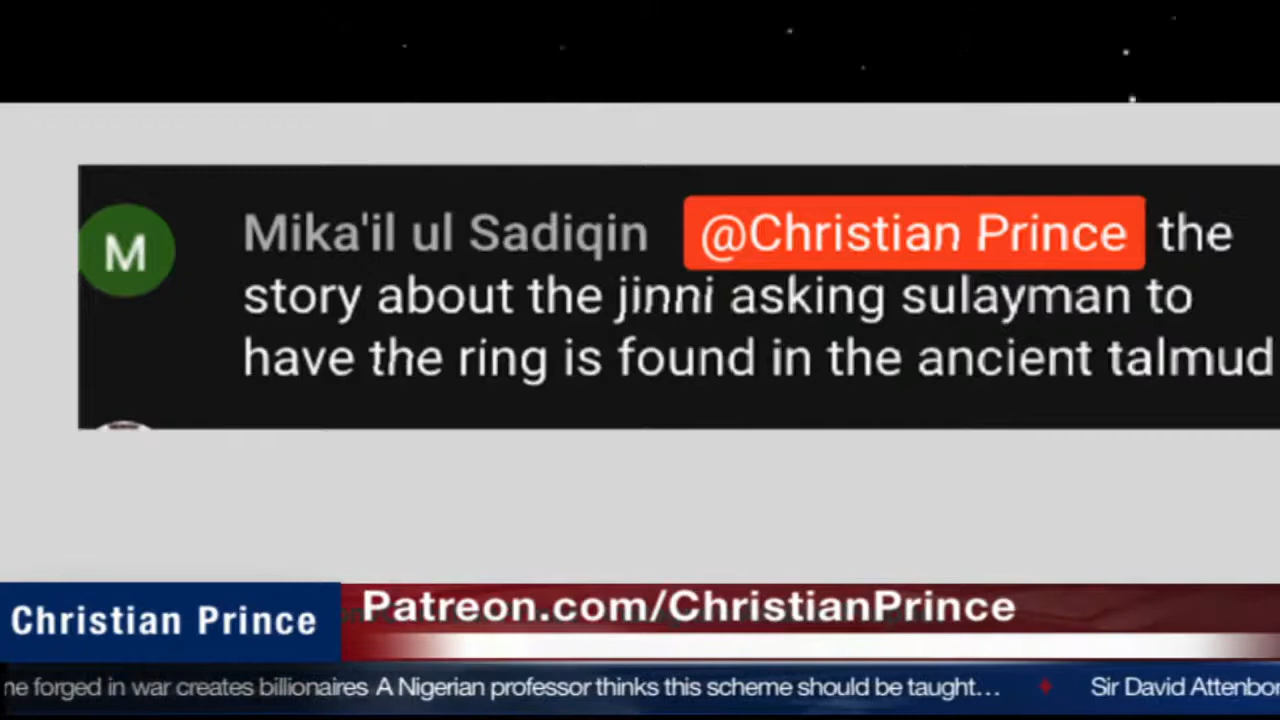 M
Mika'il ul Sadiqin @Christian Prince the
story about the jinni asking sulayman to
have the ring is found in the ancient talmud
Christian Prince
Patreon.com/ChristianPrince
ne forged in war creates billionaires A Nigerian professor thinks this scheme should be taught… Sir David Attenbor